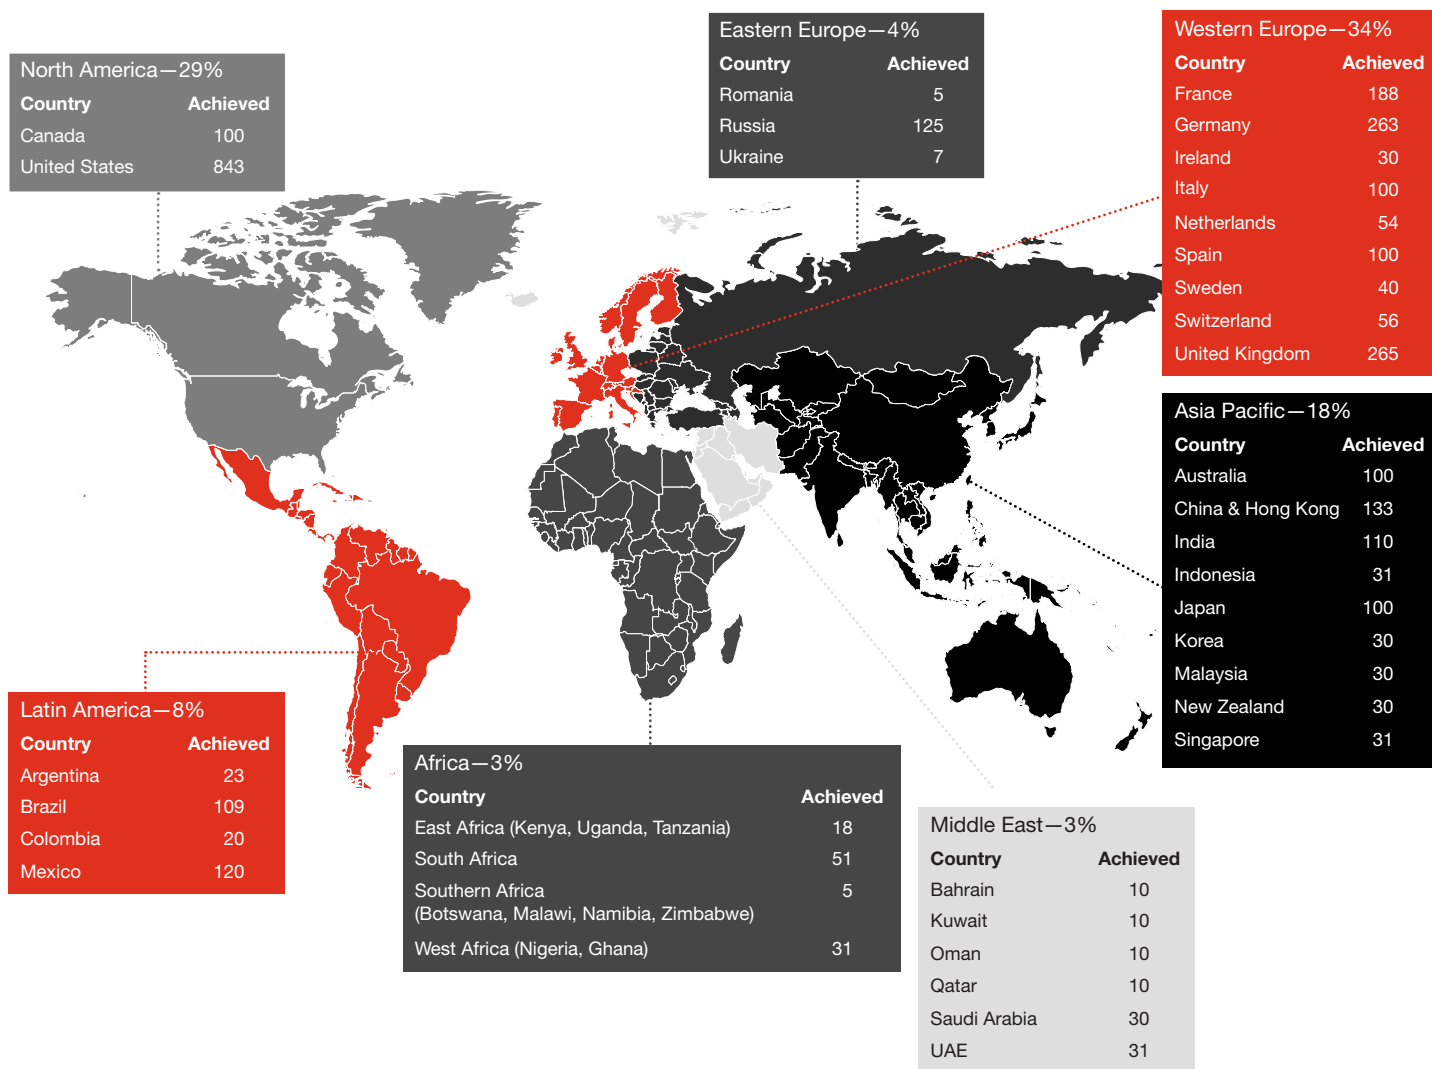 North America—29%
Country Achieved
Canada 100
United States 843
Eastern Europe—4%
Country Achieved
Romania 5
Russia 125
Ukraine 7
Western Europe—34%
Country Achieved
France 188
Germany 263
Ireland 30
Italy 100
Netherlands 54
Spain 100
Sweden 40
Switzerland 56
United Kingdom 265
Asia Pacific—18%
Country Achieved
Australia 100
China & Hong Kong 133
India 110
Indonesia 31
Japan 100
Korea 30
Malaysia 30
New Zealand 30
Singapore 31
Latin America—8%
Country Achieved
Argentina 23
Brazil 109
Colombia 20
Mexico 120
Africa—3%
Country Achieved
East Africa (Kenya, Uganda, Tanzania) 18
South Africa 51
Southern Africa 5
(Botswana, Malawi, Namibia, Zimbabwe)
West Africa (Nigeria, Ghana) 31
Middle East—3%
Country Achieved
Bahrain 10
Kuwait 10
Oman 10
Qatar 10
Saudi Arabia 30
UAE 31